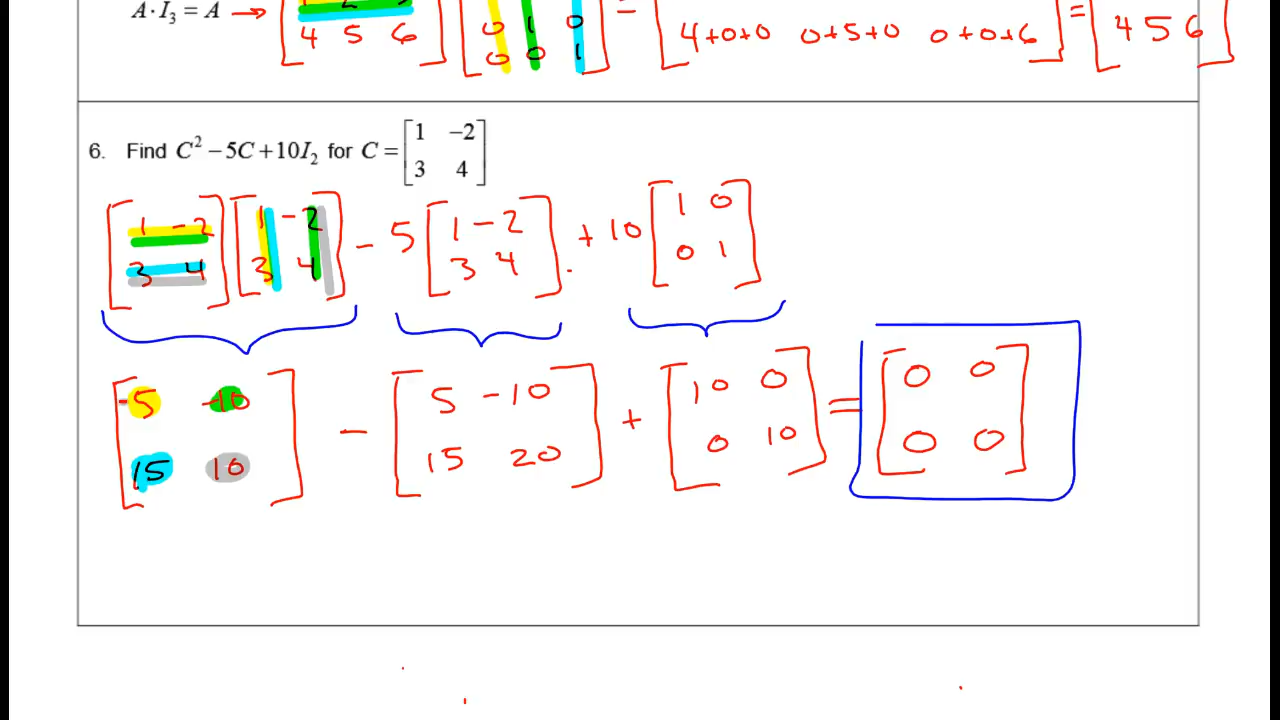 A · I₃ = A → [ 1 2 3 ] [ ] = [ ] = [ ]
4 5 6 0 1 0 4+0+0 0+5+0 0+0+6 4 5 6
0 0 1
6. Find C² − 5C + 10I₂ for C = [ 1 −2
3 4 ]
[ 1 −2 ] [ 1 −2 ] − 5 [ 1 −2 ] + 10 [ 1 0 ]
[ 3 4 ] [ 3 4 ] [ 3 4 ] . [ 0 1 ]
[ -5 -10 ] − [ 5 −10 ] + [ 10 0 ] = [ 0 0 ]
[ 15 10 ] [ 15 20 ] [ 0 10 ] [ 0 0 ]